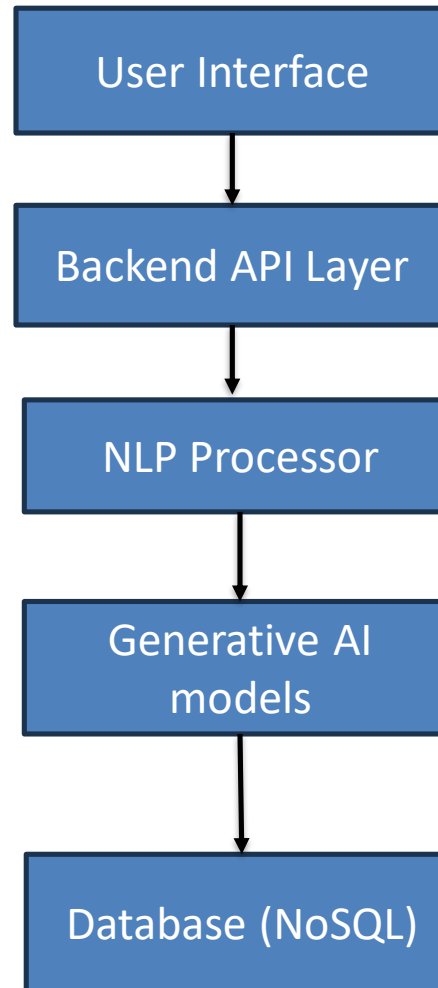 User Interface
Backend API Layer
NLP Processor
Generative AI
models
Database (NoSQL)